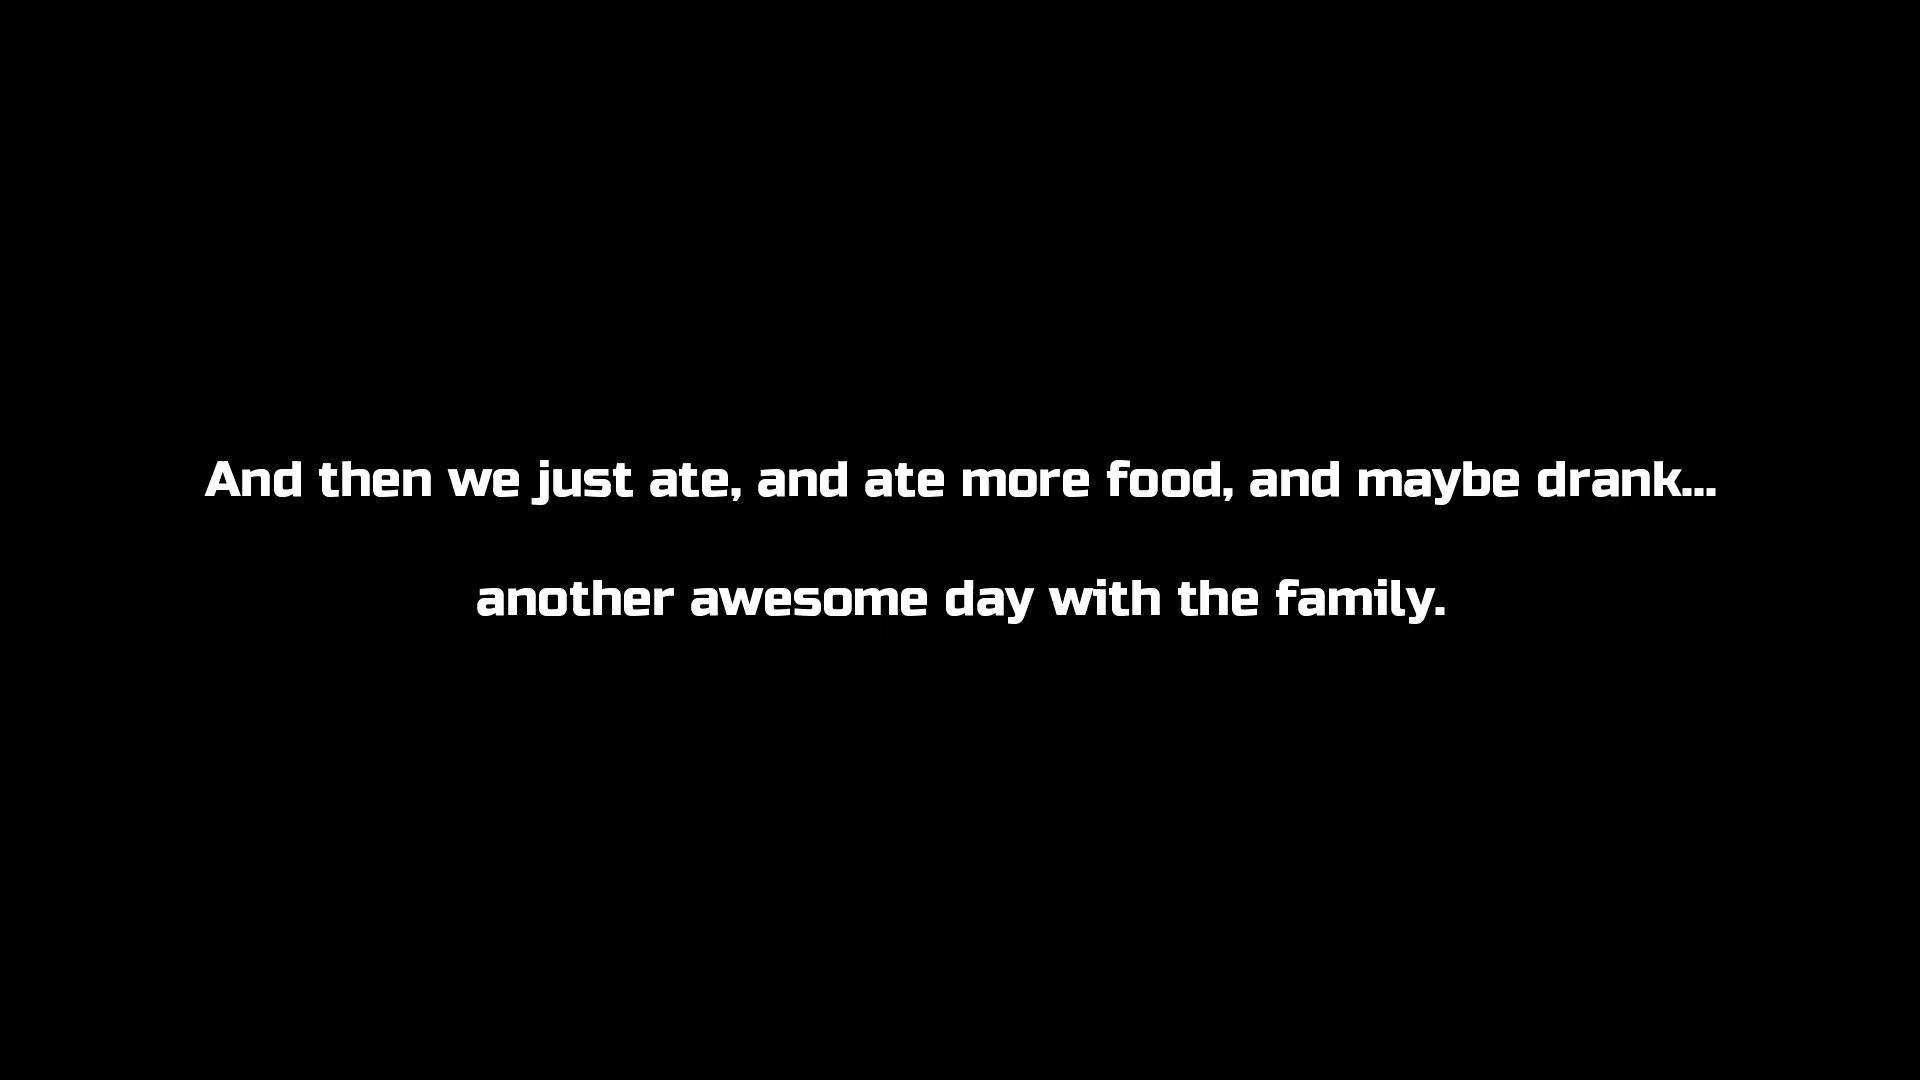 And then we just ate, and ate more food, and maybe drank...
another awesome day with the family.